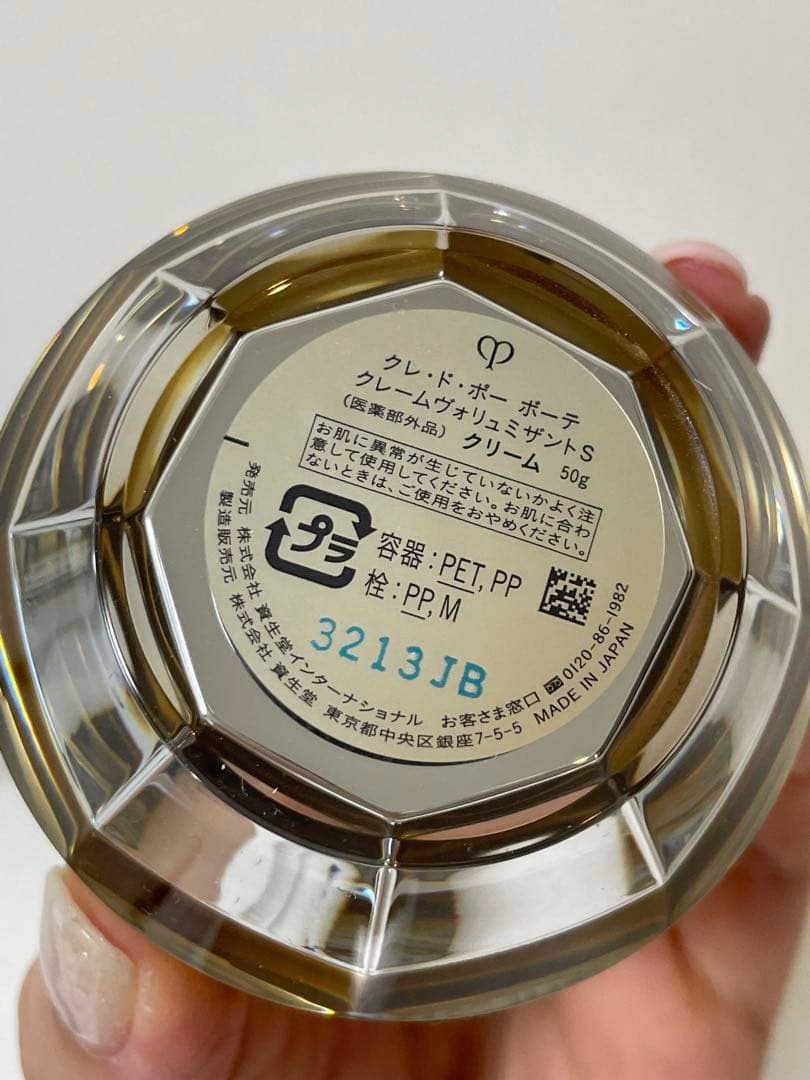 クレ・ド・ポー ボーテ
クレームヴォリュミザントS
（医薬部外品） クリーム 50g
お肌に異常が生じていないかよく注
意して使用してください。お肌に合わ
ないときは、ご使用をおやめください。
プラ
容器：PET, PP
栓：PP, M
3213JB
発売元 株式会社 資生堂インターナショナル お客さま窓口 0120-86-1982
製造販売元 株式会社 資生堂 東京都中央区銀座7-5-5 MADE IN JAPAN